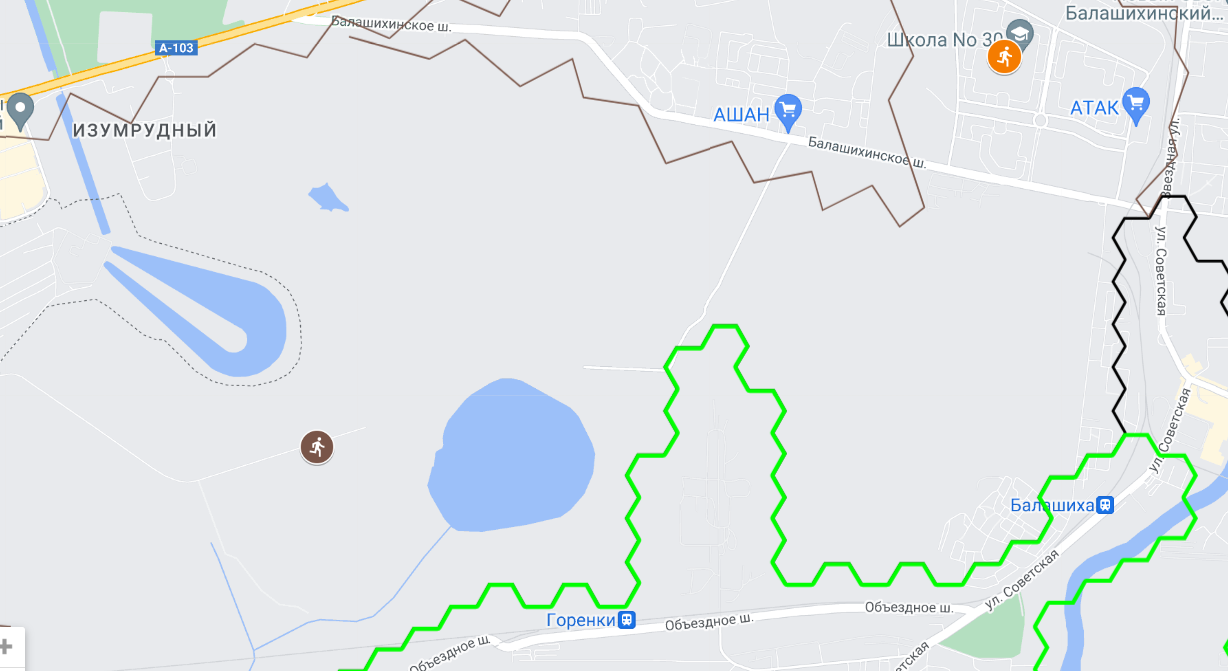 Балашихинское ш.
Балашихинский...
Школа No 30
А-103
ИЗУМРУДНЫЙ
АШАН
АТАК
Балашихинское ш.
Звездная ул.
ул. Советская
ул. Советская
Балашиха
ул. Советская
Объездное ш.
Горенки
Объездное ш.
Объездное ш.